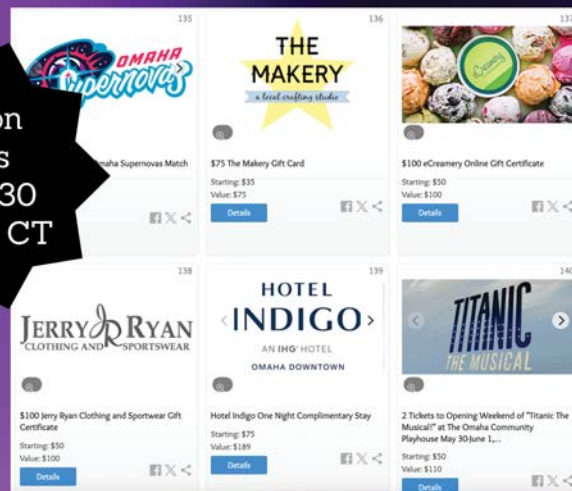 on
s
30
CT
135
OMAHA
Supernovas
maha Supernovas Match
136
THE
MAKERY
a local crafting studio
$75 The Makery Gift Card
Starting: $35
Value: $75
Details
137
eCreamery
$100 eCreamery Online Gift Certificate
Starting: $50
Value: $100
Details
138
JERRY JR RYAN
CLOTHING AND SPORTSWEAR
$100 Jerry Ryan Clothing and Sportwear Gift
Certificate
Starting: $50
Value: $100
Details
139
HOTEL
INDIGO
AN IHG® HOTEL
OMAHA DOWNTOWN
Hotel Indigo One Night Complimentary Stay
Starting: $75
Value: $189
Details
140
TITANIC
THE MUSICAL
2 Tickets to Opening Weekend of "Titanic The
Musical!" at The Omaha Community
Playhouse May 30-June 1,...
Starting: $50
Value: $110
Details